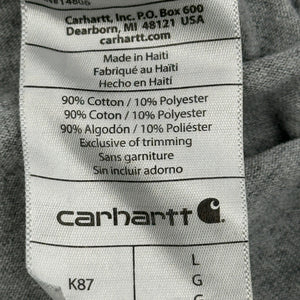 Carhartt, Inc. P.O. Box 600
Dearborn, MI 48121 USA
carhartt.com
Made in Haiti
Fabriqué au Haïti
Hecho en Haiti
90% Cotton / 10% Polyester
90% Coton / 10% Polyester
90% Algodón / 10% Poliéster
Exclusive of trimming
Sans garniture
Sin incluir adorno
carhartt
K87
L
G